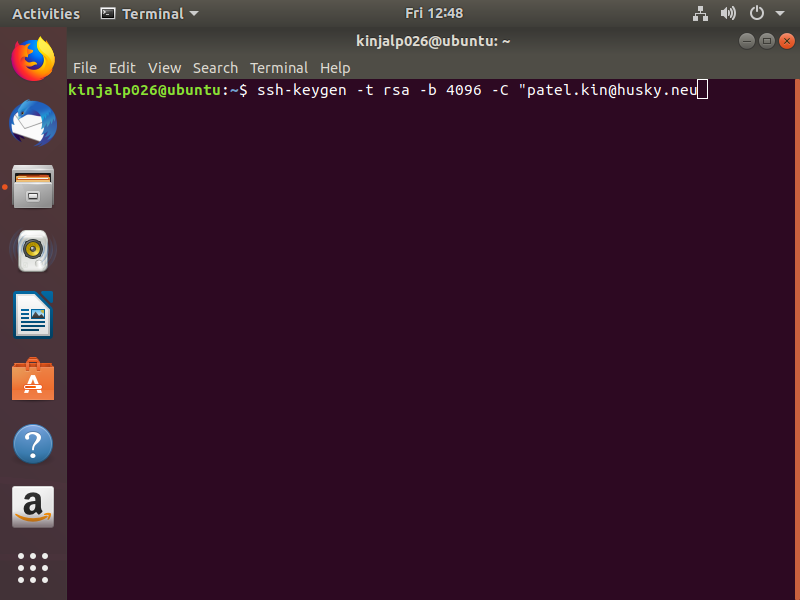 Activities Terminal Fri 12:48
kinjalp026@ubuntu: ~
File Edit View Search Terminal Help
kinjalp026@ubuntu:~$ ssh-keygen -t rsa -b 4096 -C "patel.kin@husky.neu